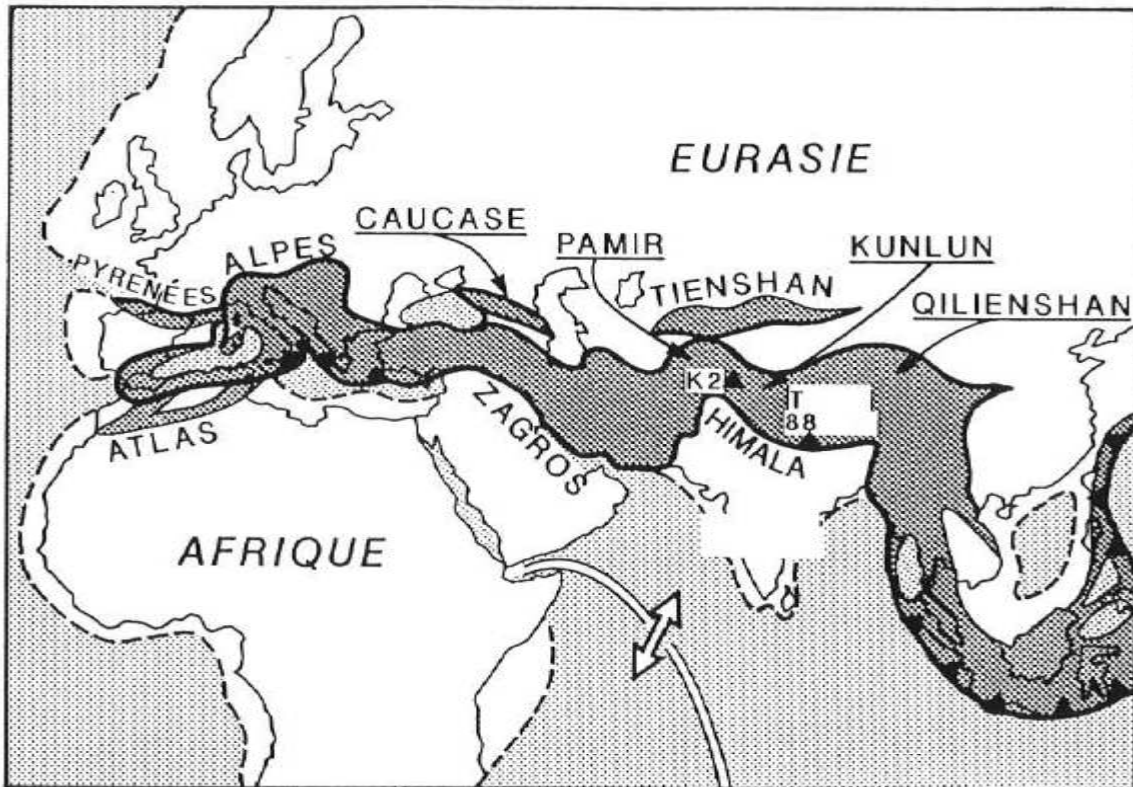 EURASIE
CAUCASE
PAMIR
KUNLUN
ALPES
PYRENÉES
TIENSHAN
QILIENSHAN
K2
T
88
HIMALA
ZAGROS
ATLAS
AFRIQUE